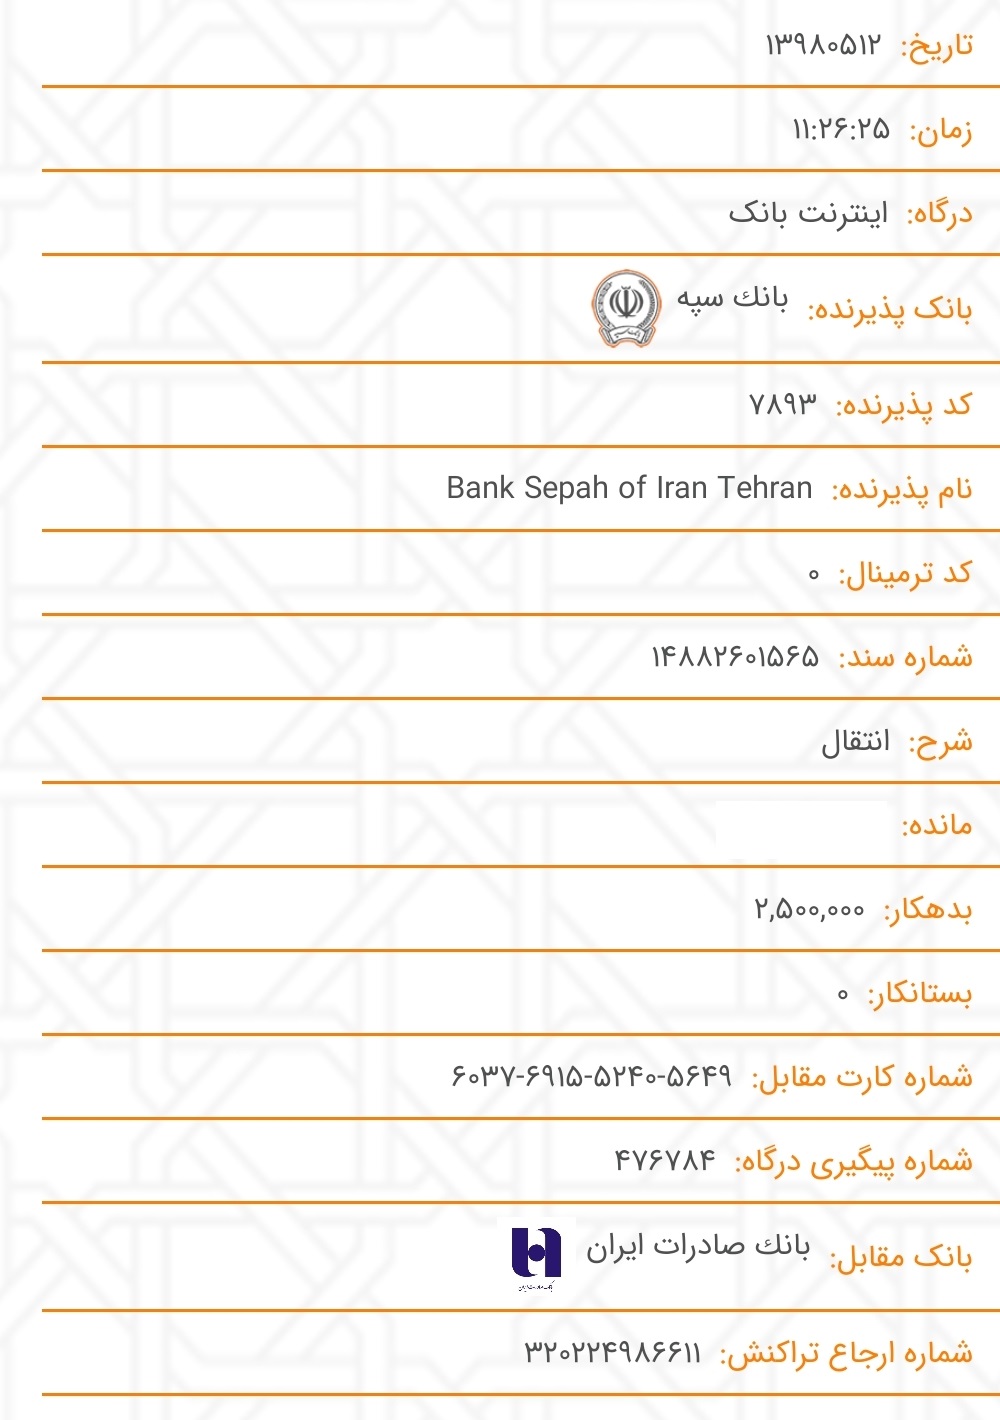 تاریخ: ۱۳۹۸۰۵۱۲
زمان: ۱۱:۲۶:۲۵
درگاه: اینترنت بانک
بانک پذیرنده: بانك سپه
کد پذیرنده: ۷۸۹۳
نام پذیرنده: Bank Sepah of Iran Tehran
کد ترمینال: ۰
شماره سند: ۱۴۸۸۲۶۰۱۵۶۵
شرح: انتقال
مانده:
بدهکار: ۲,۵۰۰,۰۰۰
بستانکار: ۰
شماره کارت مقابل: ۶۰۳۷-۶۹۱۵-۵۲۴۰-۵۶۴۹
شماره پیگیری درگاه: ۴۷۶۷۸۴
بانک مقابل: بانك صادرات ایران
شماره ارجاع تراکنش: ۳۲۰۲۲۴۹۸۶۶۱۱